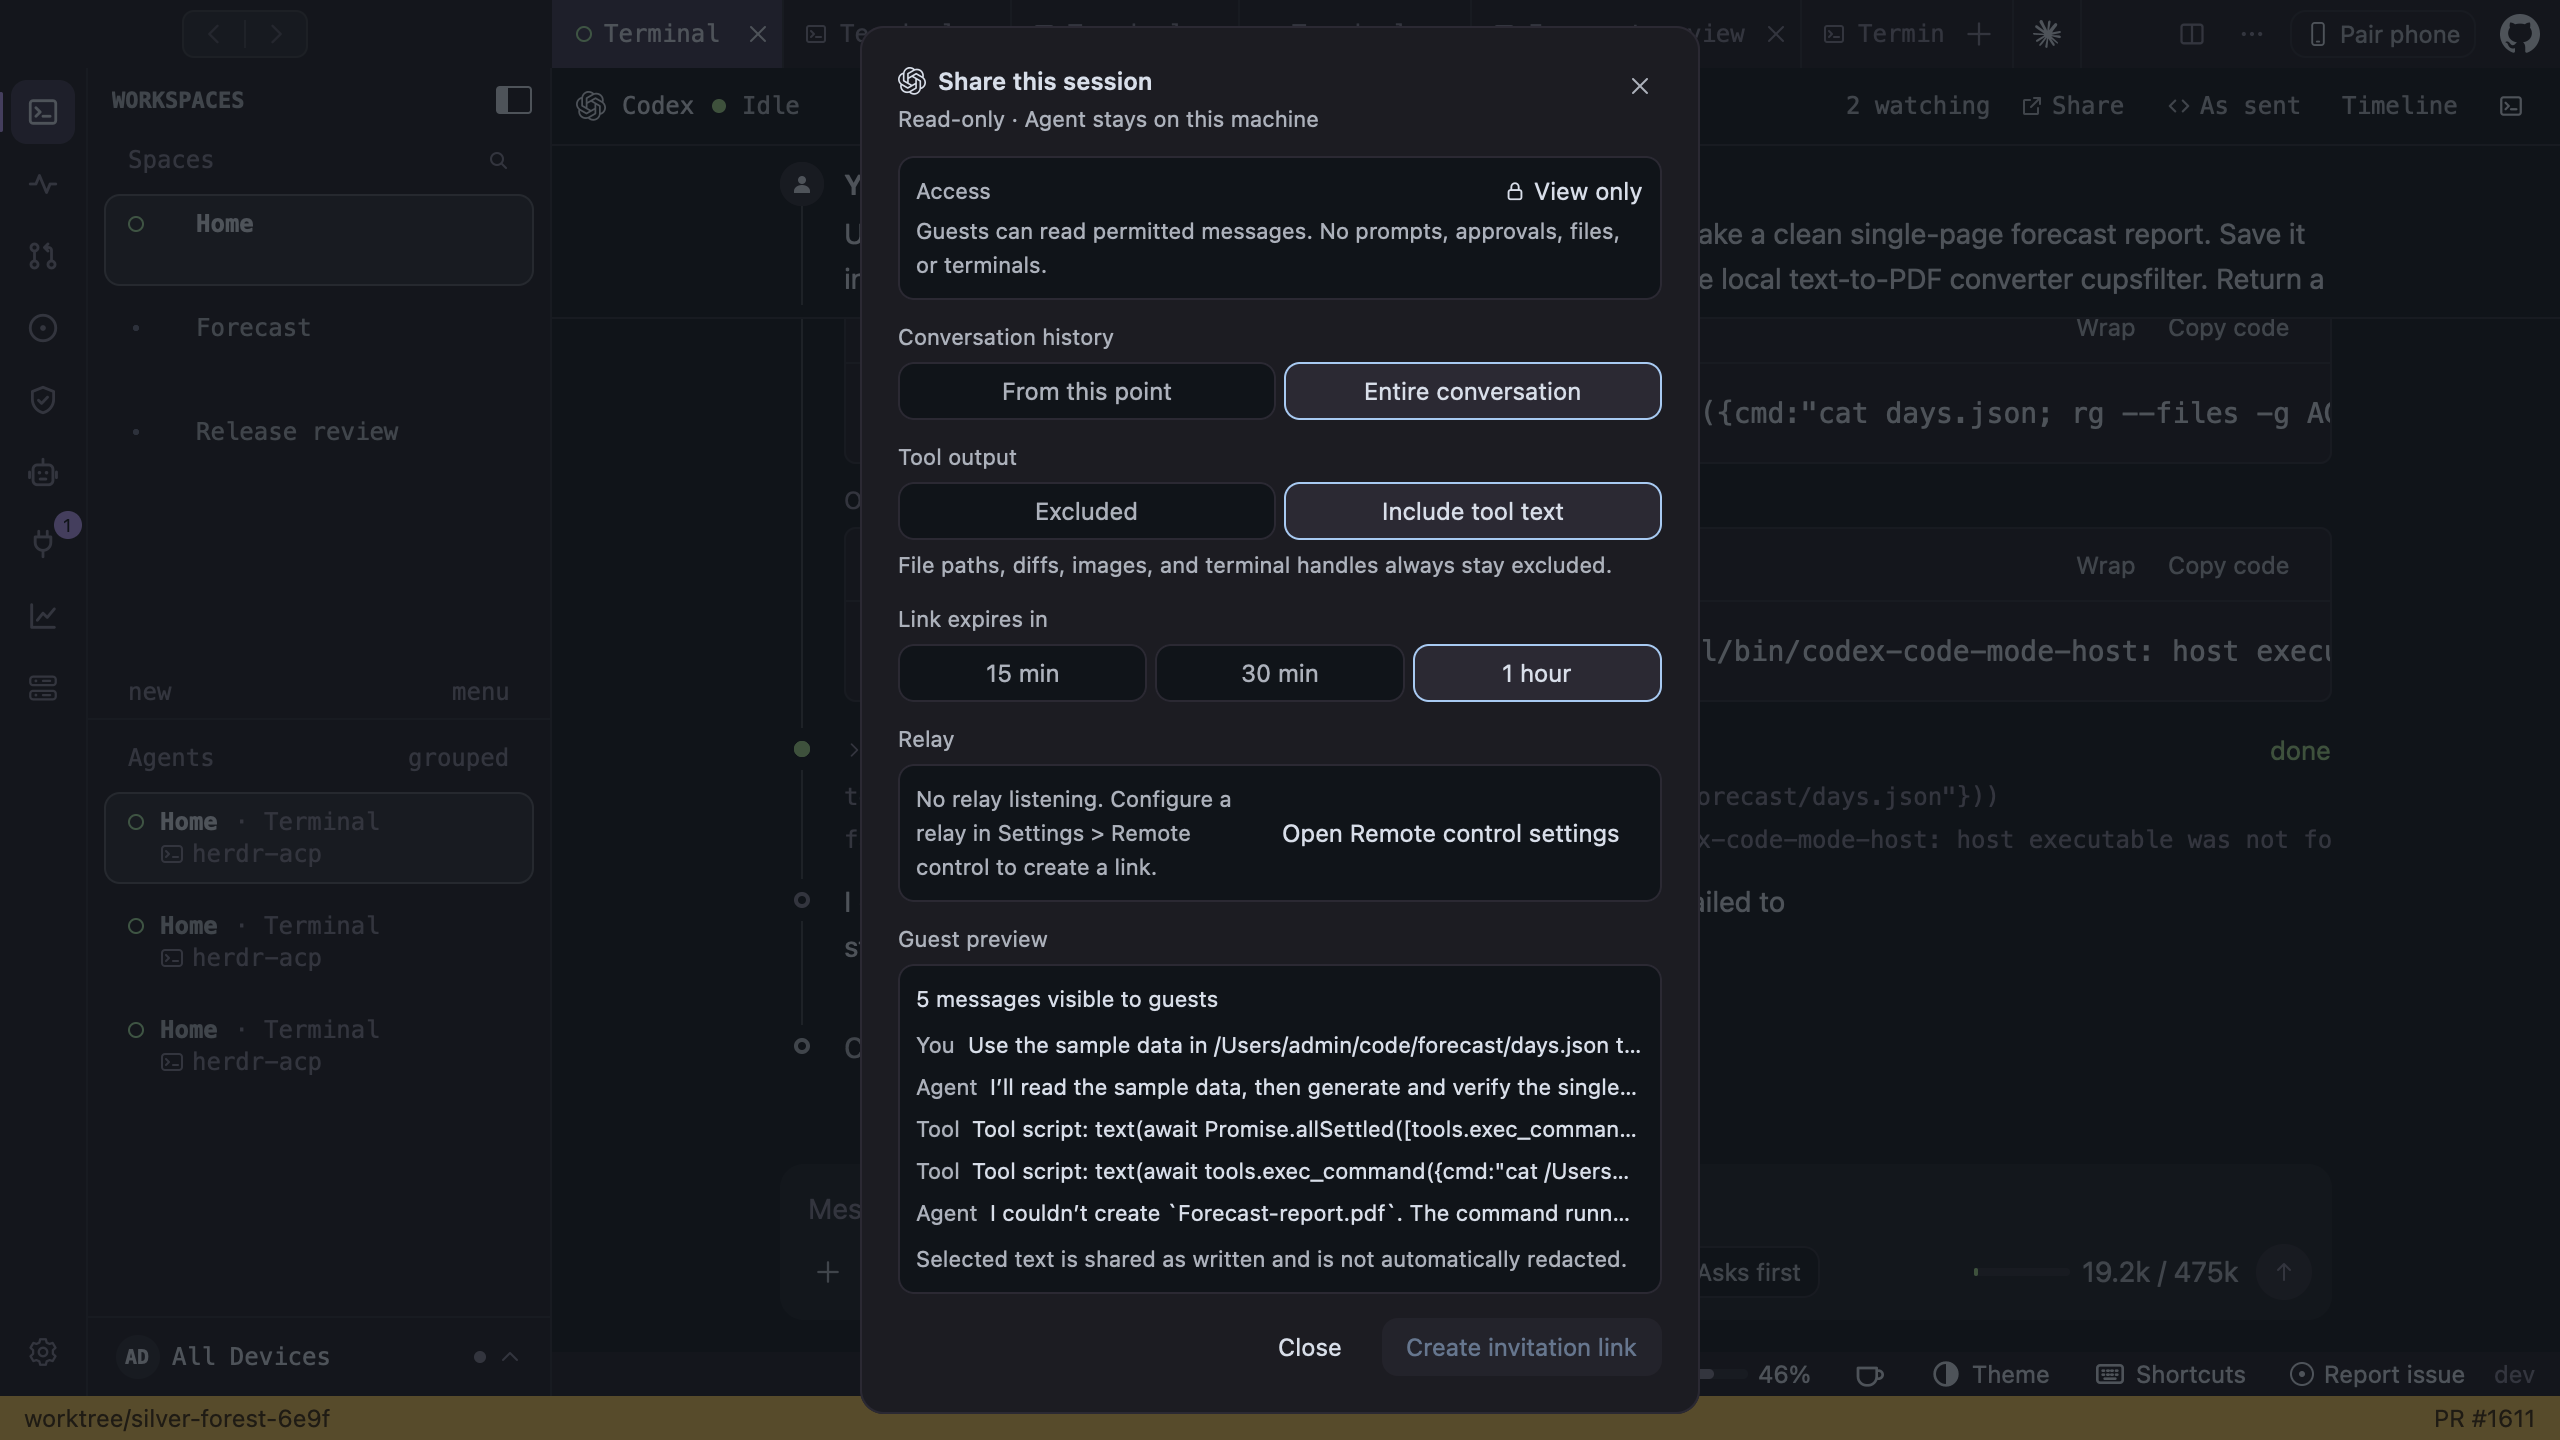 Terminal
Te
view
Termin
Pair phone
WORKSPACES
Spaces
Home
Forecast
Release review
new
menu
Agents
grouped
Home · Terminal
herdr-acp
Home · Terminal
herdr-acp
Home · Terminal
herdr-acp
1
AD
All Devices
Codex
Idle
2 watching
Share
As sent
Timeline
ake a clean single-page forecast report. Save it
e local text-to-PDF converter cupsfilter. Return a
Wrap
Copy code
({cmd:"cat days.json; rg --files -g
Wrap
Copy code
l/bin/codex-code-mode-host: host
done
orecast/days.json"}))
x-code-mode-host: host executable was not fo
ailed to
Share this session
Read-only · Agent stays on this machine
Access
View only
Guests can read permitted messages. No prompts, approvals, files,
or terminals.
Conversation history
From this point
Entire conversation
Tool output
Excluded
Include tool text
File paths, diffs, images, and terminal handles always stay excluded.
Link expires in
15 min
30 min
1 hour
Relay
No relay listening. Configure a
relay in Settings > Remote
control to create a link.
Open Remote control settings
Guest preview
5 messages visible to guests
You Use the sample data in /Users/admin/code/forecast/days.json t...
Agent I’ll read the sample data, then generate and verify the single...
Tool Tool script: text(await Promise.allSettled([tools.exec_comman...
Tool Tool script: text(await tools.exec_command({cmd:"cat /Users...
Agent I couldn’t create `Forecast-report.pdf`. The command runn...
Selected text is shared as written and is not automatically redacted.
Close
Create invitation link
Mes
Asks first
19.2k / 475k
46%
Theme
Shortcuts
Report issue
dev
worktree/silver-forest-6e9f
PR #1611